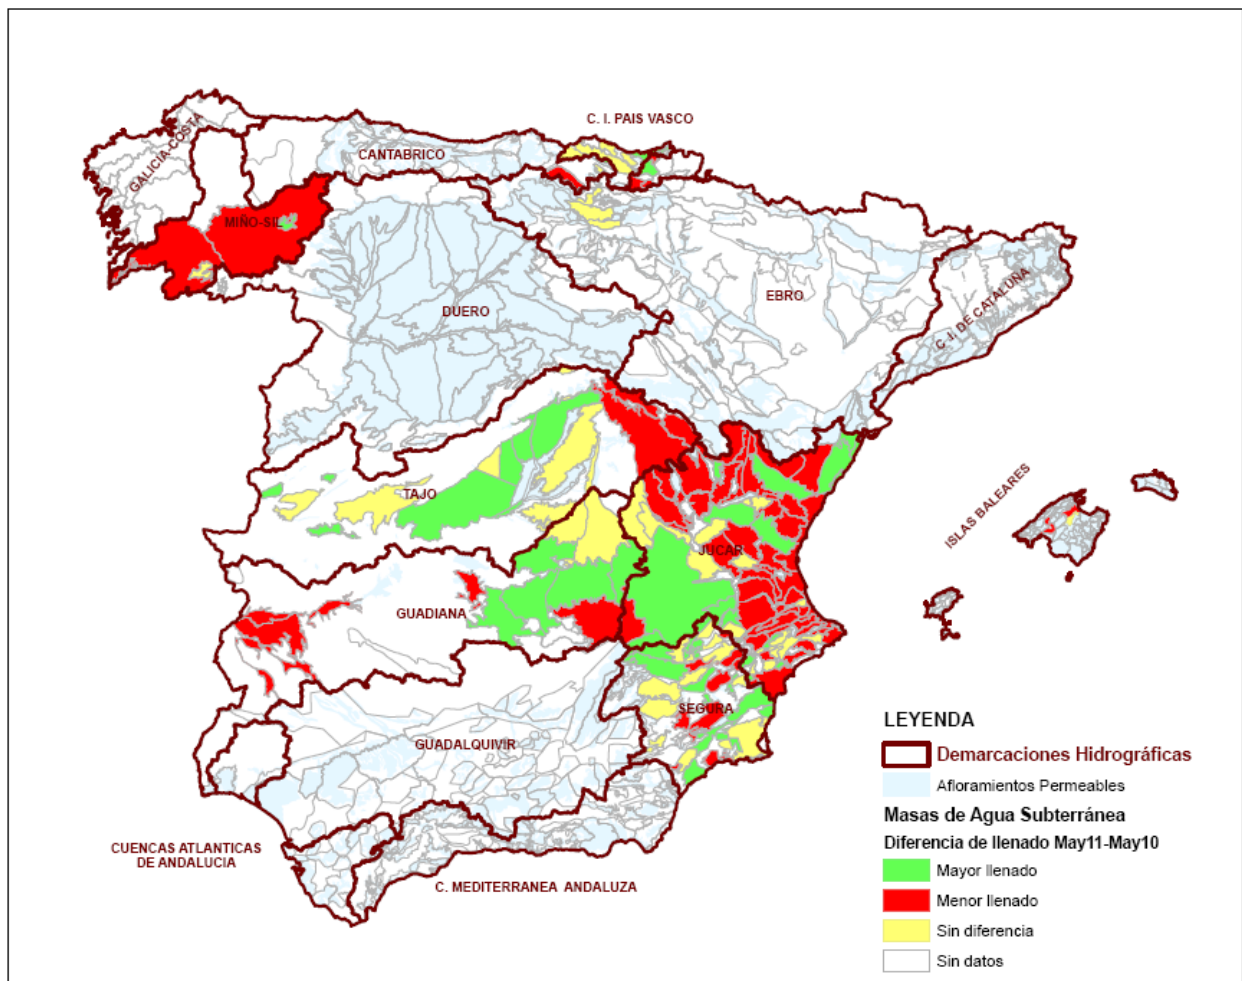 C. I. PAIS VASCO
CANTABRICO
GALICIA-COSTA
MIÑO-SIL
EBRO
DUERO
C. I. DE CATALUÑA
TAJO
ISLAS BALEARES
JUCAR
GUADIANA
SEGURA
GUADALQUIVIR
CUENCAS ATLANTICAS
DE ANDALUCIA
C. MEDITERRANEA ANDALUZA
LEYENDA
Demarcaciones Hidrográficas
Afloramientos Permeables
Masas de Agua Subterránea
Diferencia de llenado May11-May10
Mayor llenado
Menor llenado
Sin diferencia
Sin datos